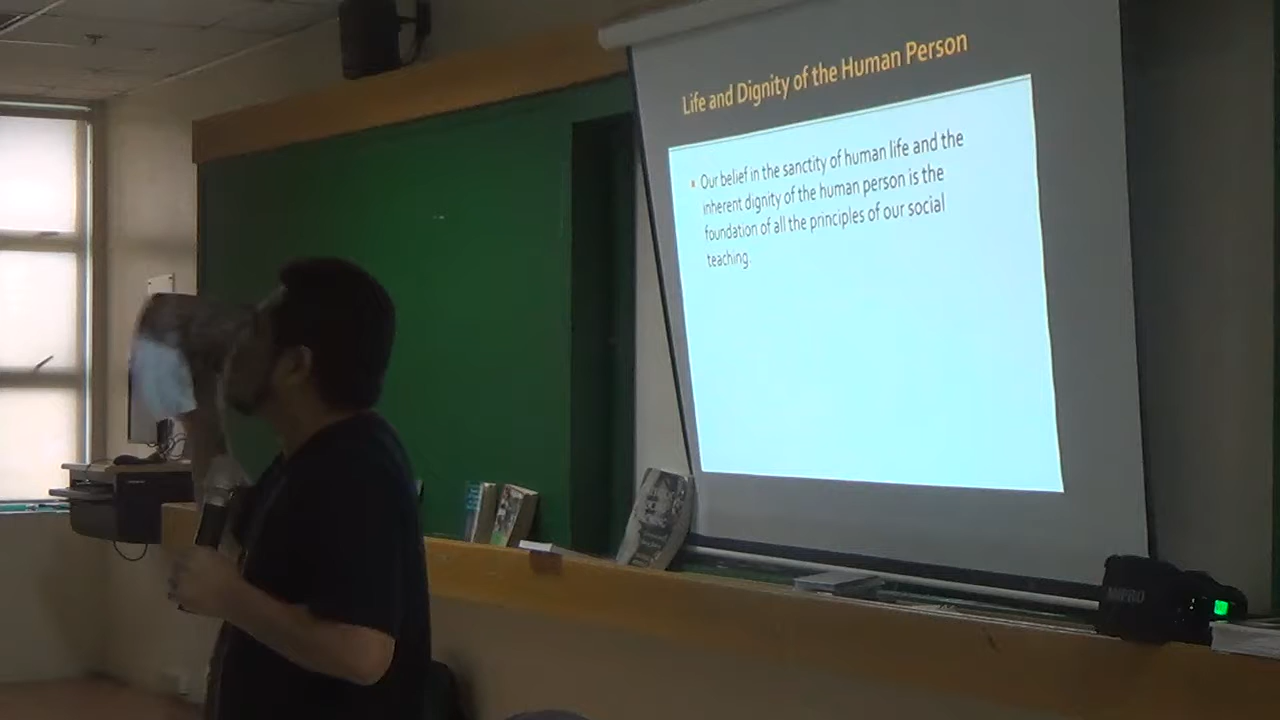 Life and Dignity of the Human Person
Our belief in the sanctity of human life and the
inherent dignity of the human person is the
foundation of all the principles of our social
teaching.
MIPRO